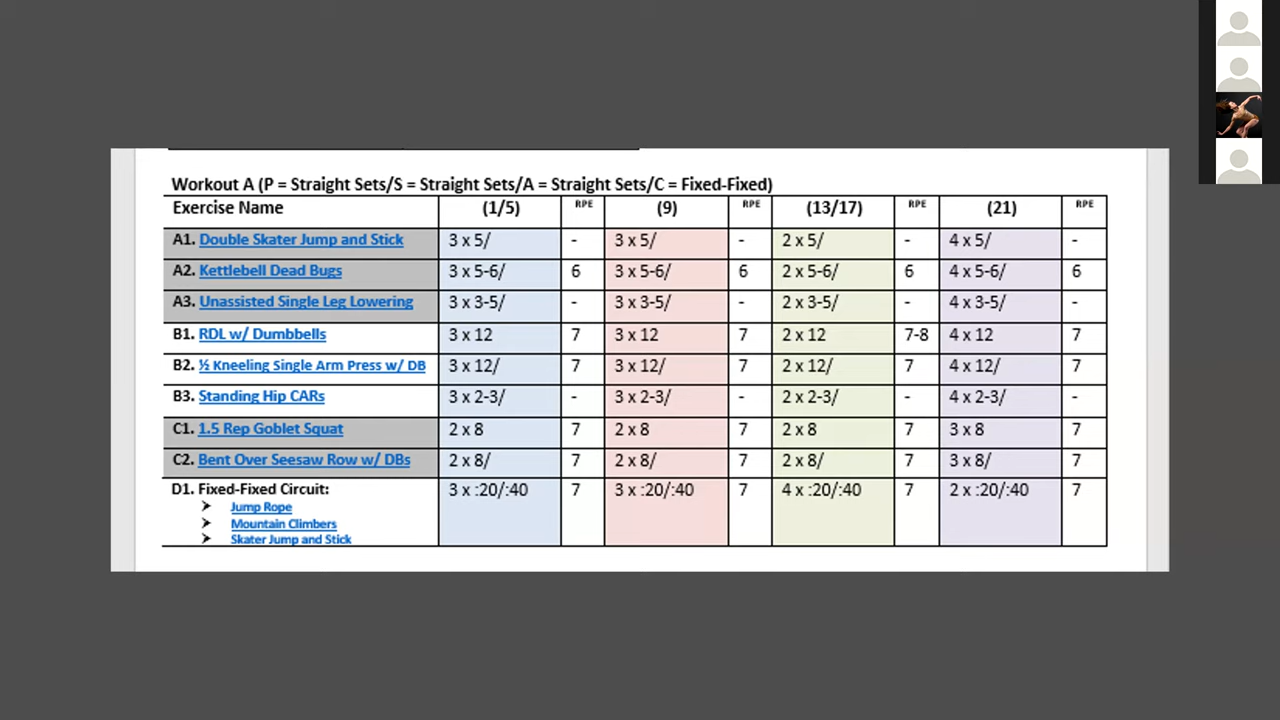 Workout A (P = Straight Sets/S = Straight Sets/A = Straight Sets/C = Fixed-Fixed)
Exercise Name (1/5) RPE (9) RPE (13/17) RPE (21) RPE
A1. Double Skater Jump and Stick 3 x 5/ - 3 x 5/ - 2 x 5/ - 4 x 5/ -
A2. Kettlebell Dead Bugs 3 x 5-6/ 6 3 x 5-6/ 6 2 x 5-6/ 6 4 x 5-6/ 6
A3. Unassisted Single Leg Lowering 3 x 3-5/ - 3 x 3-5/ - 2 x 3-5/ - 4 x 3-5/ -
B1. RDL w/ Dumbbells 3 x 12 7 3 x 12 7 2 x 12 7-8 4 x 12 7
B2. ½ Kneeling Single Arm Press w/ DB 3 x 12/ 7 3 x 12/ 7 2 x 12/ 7 4 x 12/ 7
B3. Standing Hip CARs 3 x 2-3/ - 3 x 2-3/ - 2 x 2-3/ - 4 x 2-3/ -
C1. 1.5 Rep Goblet Squat 2 x 8 7 2 x 8 7 2 x 8 7 3 x 8 7
C2. Bent Over Seesaw Row w/ DBs 2 x 8/ 7 2 x 8/ 7 2 x 8/ 7 3 x 8/ 7
D1. Fixed-Fixed Circuit: 3 x :20/:40 7 3 x :20/:40 7 4 x :20/:40 7 2 x :20/:40 7
➢ Jump Rope
➢ Mountain Climbers
➢ Skater Jump and Stick